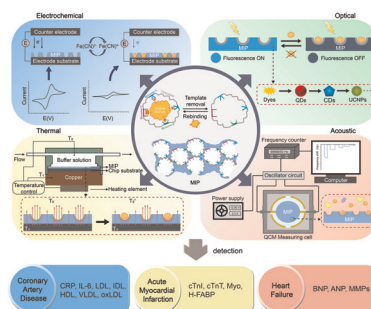 Electrochemical
Counter electrode
Fe(CN)
Fe(CN)
Counter electrode
E
E
MIP
Electrode substrate
Electrode substrate
Current
Current
E(V)
E(V)
Optical
MIP
MIP
Fluorescence ON
Fluorescence OFF
Dyes
QDs
CDs
UCNPs
Template
removal
Rebinding
MIP
Thermal
Flow
Buffer solution
MIP
Chip substrate
Copper
Temperature
control
Heating element
Acoustic
Frequency counter
Oscillator circuit
Computer
Power supply
MIP
QCM Measuring cell
MIP
detection
Coronary
Artery
Disease
CRP, IL-6, LDL, IDL,
HDL, VLDL, oxLDL
Acute
Myocardial
Infarction
cTnI, cTnT, Myo,
H-FABP
Heart
Failure
BNP, ANP, MMPs